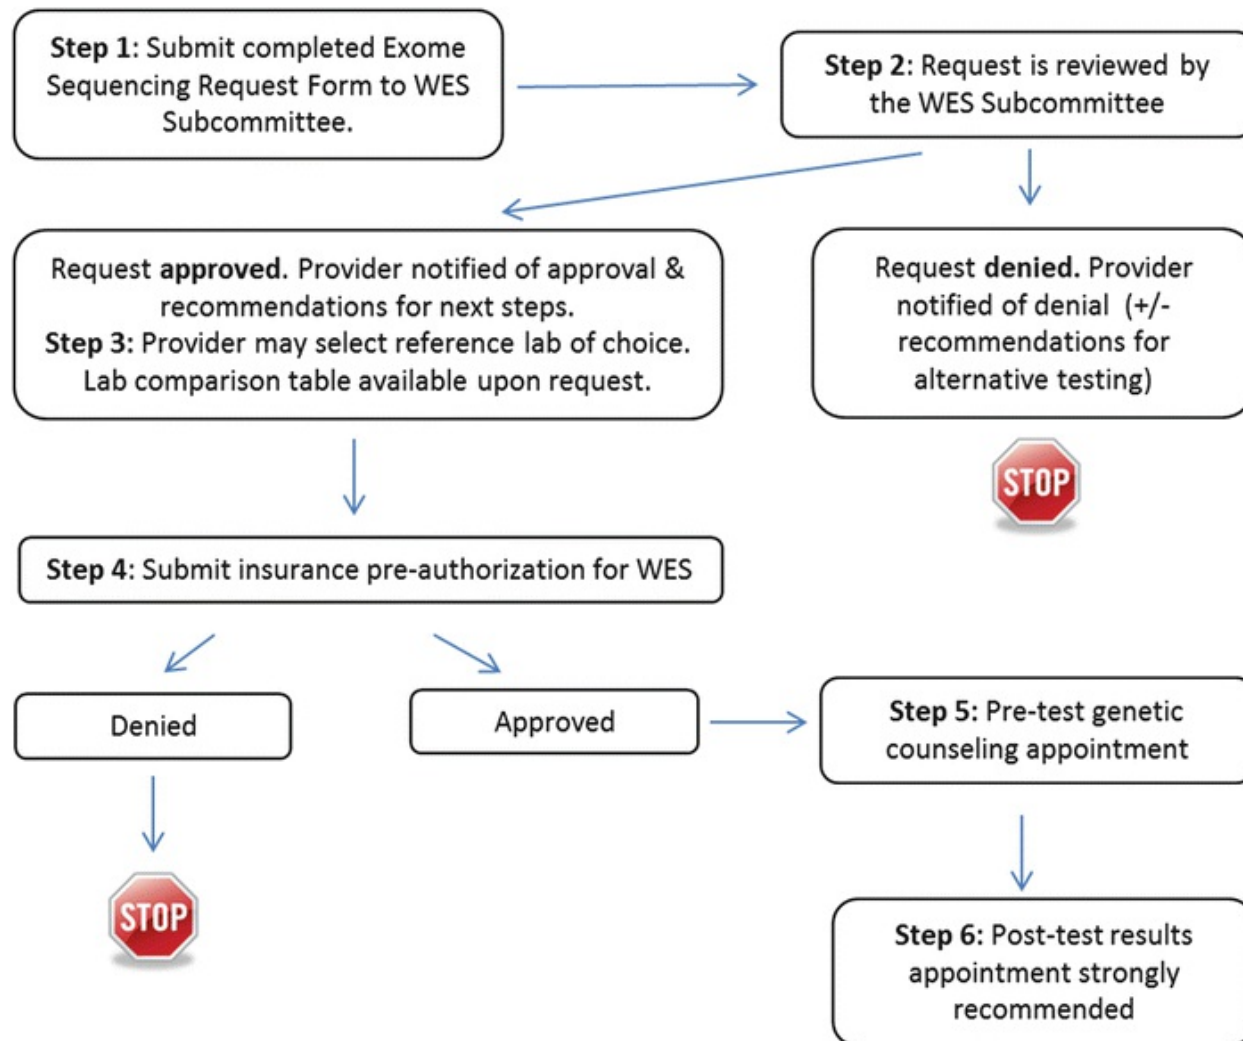 Step 1: Submit completed Exome
Sequencing Request Form to WES
Subcommittee.
Step 2: Request is reviewed by
the WES Subcommittee
Request approved. Provider notified of approval &
recommendations for next steps.
Step 3: Provider may select reference lab of choice.
Lab comparison table available upon request.
Request denied. Provider
notified of denial (+/-
recommendations for
alternative testing)
STOP
Step 4: Submit insurance pre-authorization for WES
Denied
Approved
Step 5: Pre-test genetic
counseling appointment
STOP
Step 6: Post-test results
appointment strongly
recommended